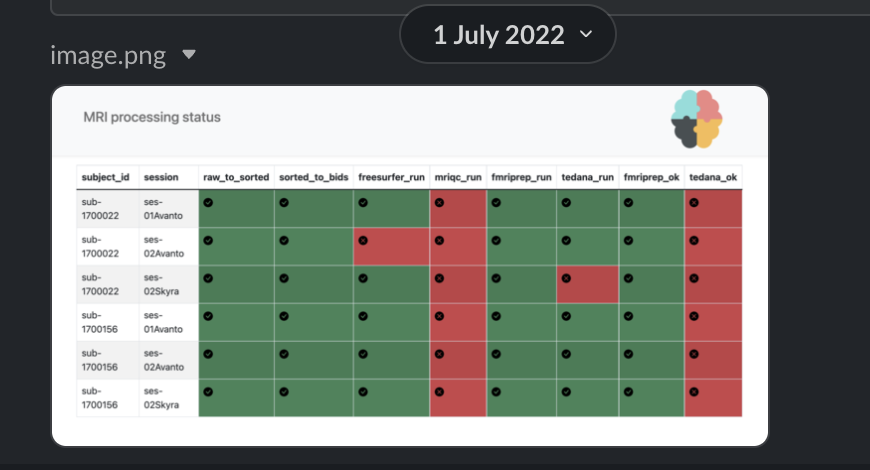 1 July 2022
image.png
MRI processing status
subject_id session raw_to_sorted sorted_to_bids freesurfer_run mriqc_run fmriprep_run tedana_run fmriprep_ok tedana_ok
sub- ses-
1700022 01Avanto
sub- ses-
1700022 02Avanto
sub- ses-
1700022 02Skyra
sub- ses-
1700156 01Avanto
sub- ses-
1700156 02Avanto
sub- ses-
1700156 02Skyra